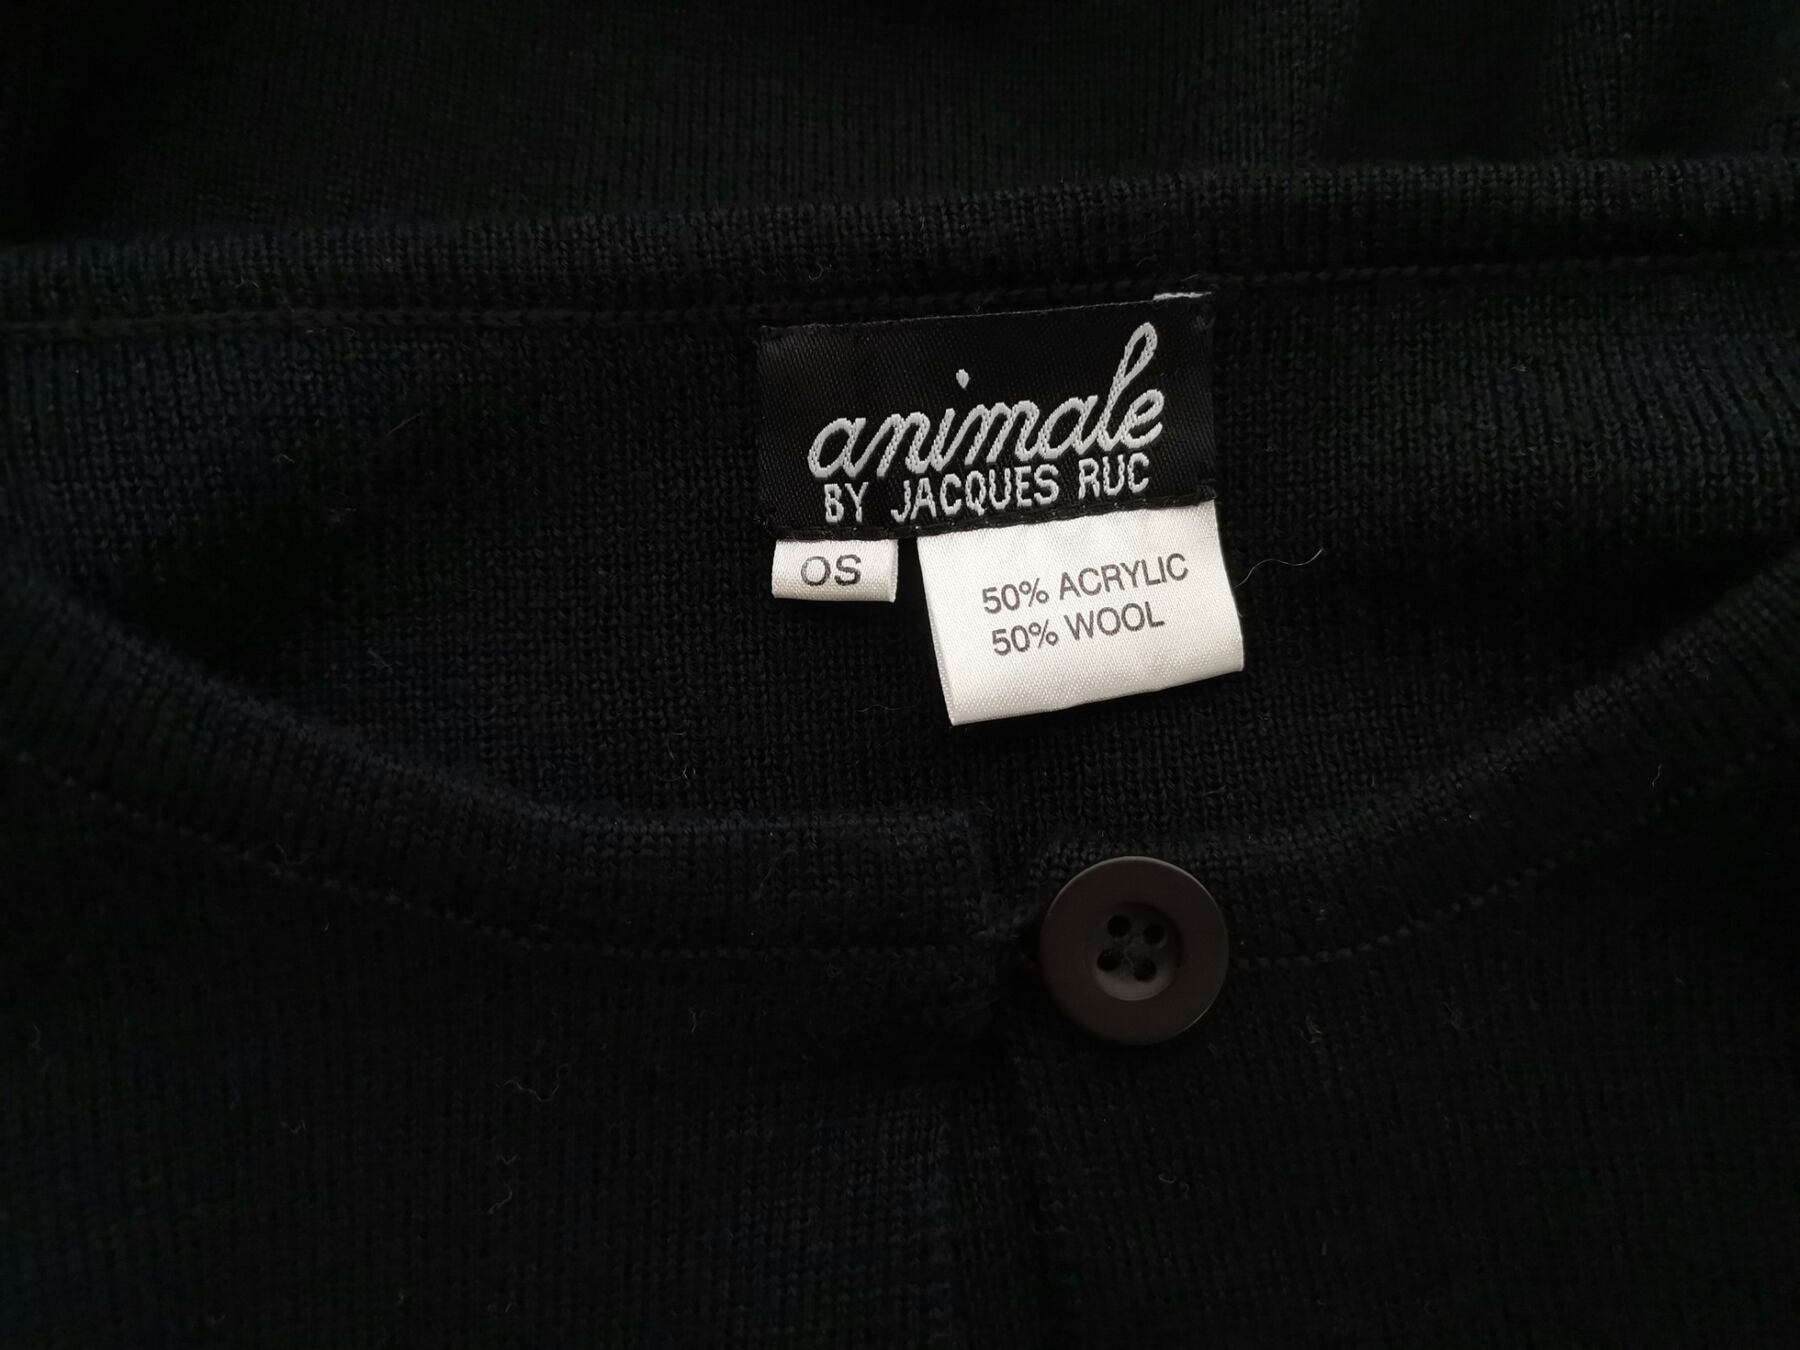 animale
BY JACQUES RUC
OS
50% ACRYLIC
50% WOOL